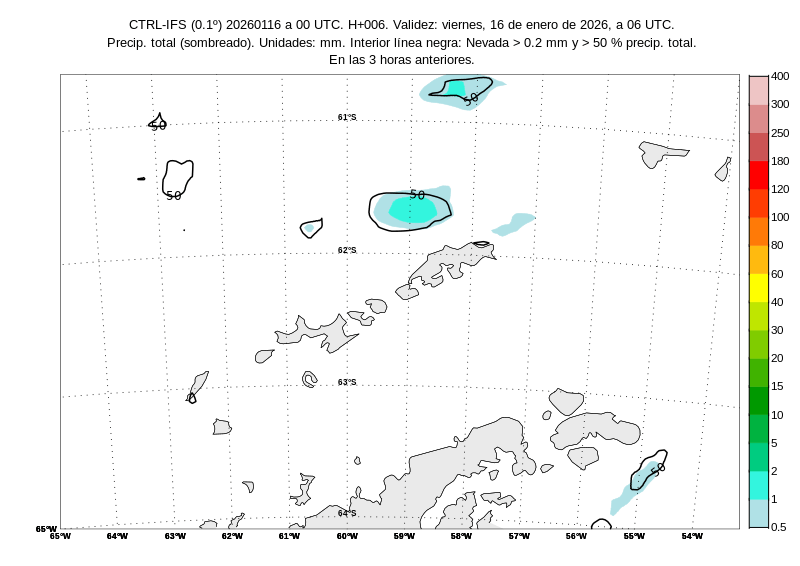 CTRL-IFS (0.1º) 20260116 a 00 UTC. H+006. Validez: viernes, 16 de enero de 2026, a 06 UTC.
Precip. total (sombreado). Unidades: mm. Interior línea negra: Nevada > 0.2 mm y > 50 % precip. total.
En las 3 horas anteriores.
400
300
250
180
120
100
80
60
40
30
20
15
10
5
2
1
0.5
50
61°S
50
50
50
62°S
63°S
50
64°S
65°W
65°W
64°W
63°W
62°W
61°W
60°W
59°W
58°W
57°W
56°W
55°W
54°W